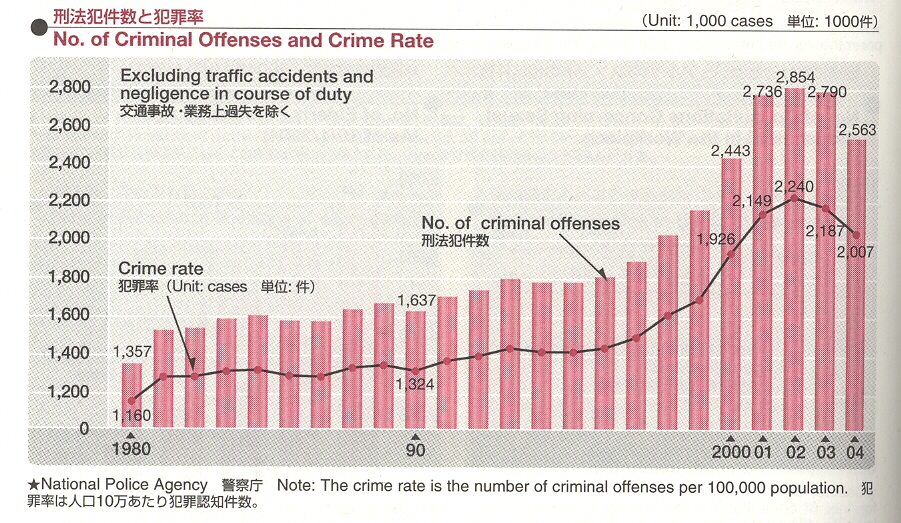 刑法犯件数と犯罪率
(Unit: 1,000 cases 単位: 1000件)
No. of Criminal Offenses and Crime Rate
Excluding traffic accidents and
negligence in course of duty
交通事故・業務上過失を除く
2,800
2,600
2,400
2,200
2,000
1,800
1,600
1,400
1,200
0
2,854
2,736
2,790
2,563
2,443
2,240
2,149
1,926
2,187
2,007
No. of criminal offenses
刑法犯件数
Crime rate
犯罪率 (Unit: cases 単位: 件)
1,637
1,357
1,324
1,160
1980
90
2000
01
02
03
04
★National Police Agency 警察庁 Note: The crime rate is the number of criminal offenses per 100,000 population. 犯
罪率は人口10万あたり犯罪認知件数。